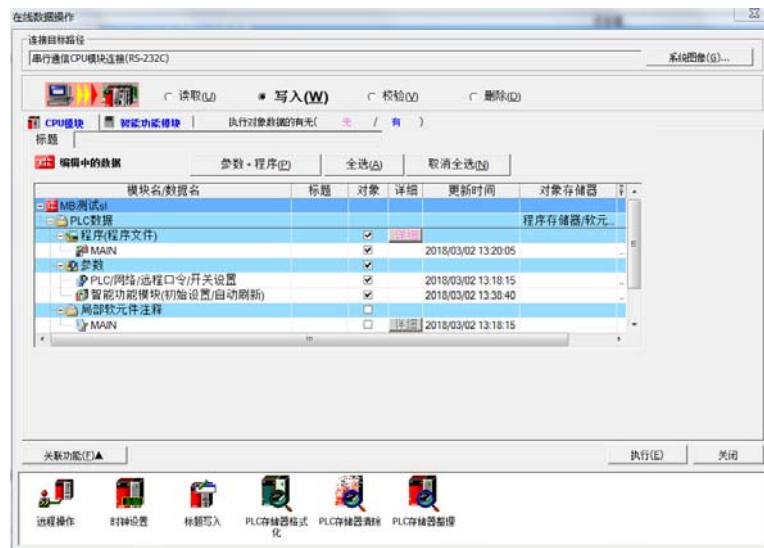 在线数据操作
连接目标路径
串行通信CPU模块连接(RS-232C)
系统图像(G)...
读取(U) 写入(W) 校验(V) 删除(D)
CPU模块 智能功能模块 执行对象数据的有无( 无 / 有 )
标题
编辑中的数据 参数+程序(P) 全选(A) 取消全选(N)
模块名/数据名 标题 对象 详细 更新时间 对象存储器
MB测试sl
PLC数据 程序存储器/软元...
程序(程序文件) 详细
MAIN 2018/03/02 13:20:05
参数
PLC/网络/远程口令/开关设置 2018/03/02 13:18:15
智能功能模块(初始设置/自动刷新) 2018/03/02 13:38:40
局部软元件注释
MAIN 详细 2018/03/02 13:18:15
关联功能(F)▲ 执行(E) 关闭
远程操作 时钟设置 标题写入 PLC存储器格式化 PLC存储器清除 PLC存储器整理